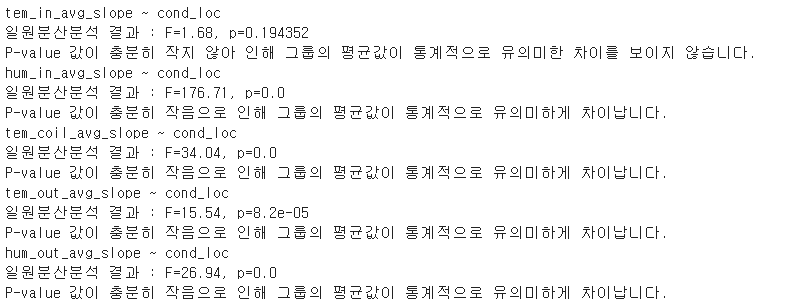 tem_in_avg_slope ~ cond_loc
일원분산분석 결과 : F=1.68, p=0.194352
P-value 값이 충분히 작지 않아 인해 그룹의 평균값이 통계적으로 유의미한 차이를 보이지 않습니다.
hum_in_avg_slope ~ cond_loc
일원분산분석 결과 : F=176.71, p=0.0
P-value 값이 충분히 작음으로 인해 그룹의 평균값이 통계적으로 유의미하게 차이납니다.
tem_coil_avg_slope ~ cond_loc
일원분산분석 결과 : F=34.04, p=0.0
P-value 값이 충분히 작음으로 인해 그룹의 평균값이 통계적으로 유의미하게 차이납니다.
tem_out_avg_slope ~ cond_loc
일원분산분석 결과 : F=15.54, p=8.2e-05
P-value 값이 충분히 작음으로 인해 그룹의 평균값이 통계적으로 유의미하게 차이납니다.
hum_out_avg_slope ~ cond_loc
일원분산분석 결과 : F=26.94, p=0.0
P-value 값이 충분히 작음으로 인해 그룹의 평균값이 통계적으로 유의미하게 차이납니다.